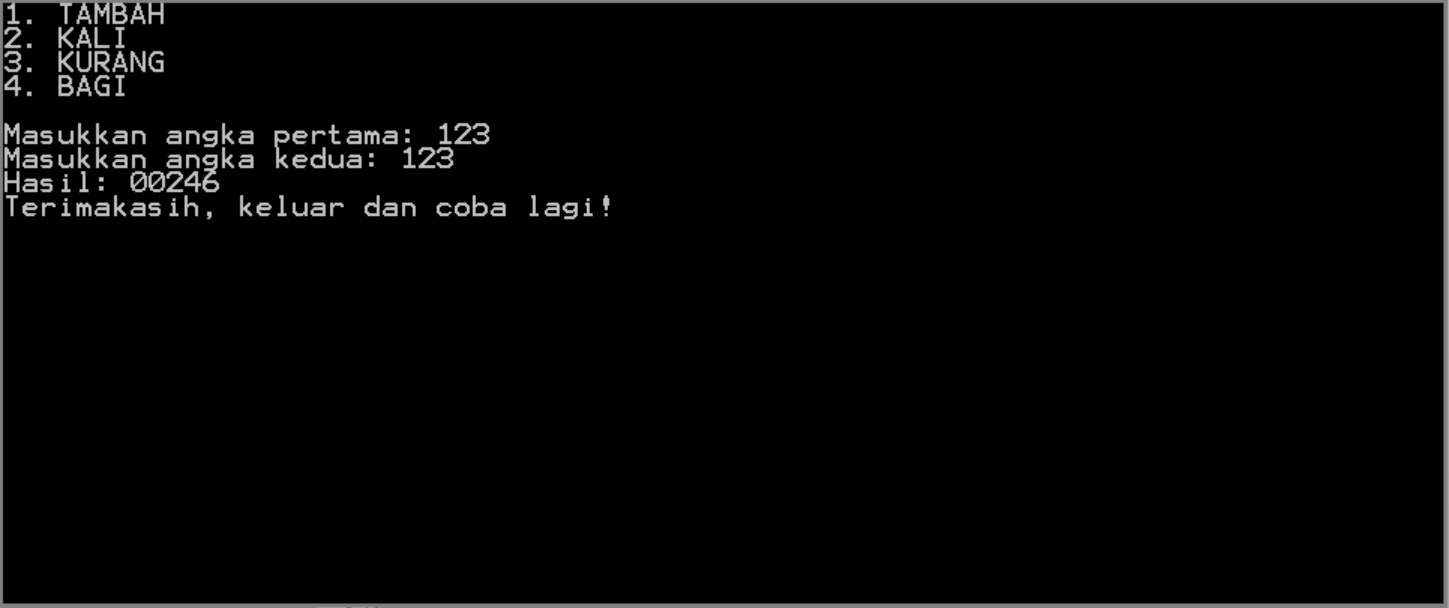 1. TAMBAH
2. KALI
3. KURANG
4. BAGI
Masukkan angka pertama: 123
Masukkan angka kedua: 123
Hasil: 00246
Terimakasih, keluar dan coba lagi!